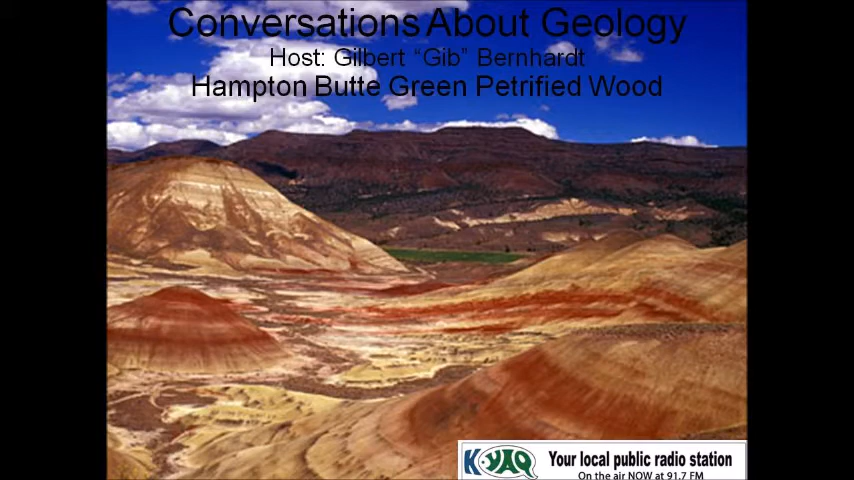 Conversations About Geology
Host: Gilbert “Gib” Bernhardt
Hampton Butte Green Petrified Wood
KYAQ
Your local public radio station
On the air NOW at 91.7 FM